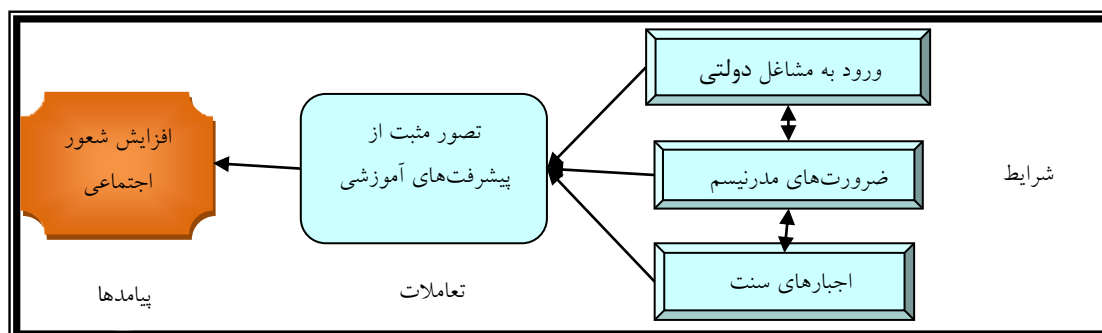 شرایط
ورود به مشاغل دولتی
ضرورت‌های مدرنیسم
اجبارهای سنت
تصور مثبت از
پیشرفت‌های آموزشی
تعاملات
افزایش شعور
اجتماعی
پیامدها